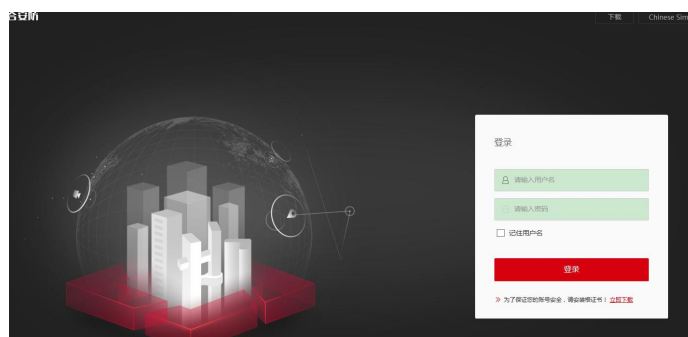 安防
下载 Chinese Sim
登录
请输入用户名
请输入密码
记住用户名
登录
» 为了保证您的账号安全，请安装根证书！ 立即下载